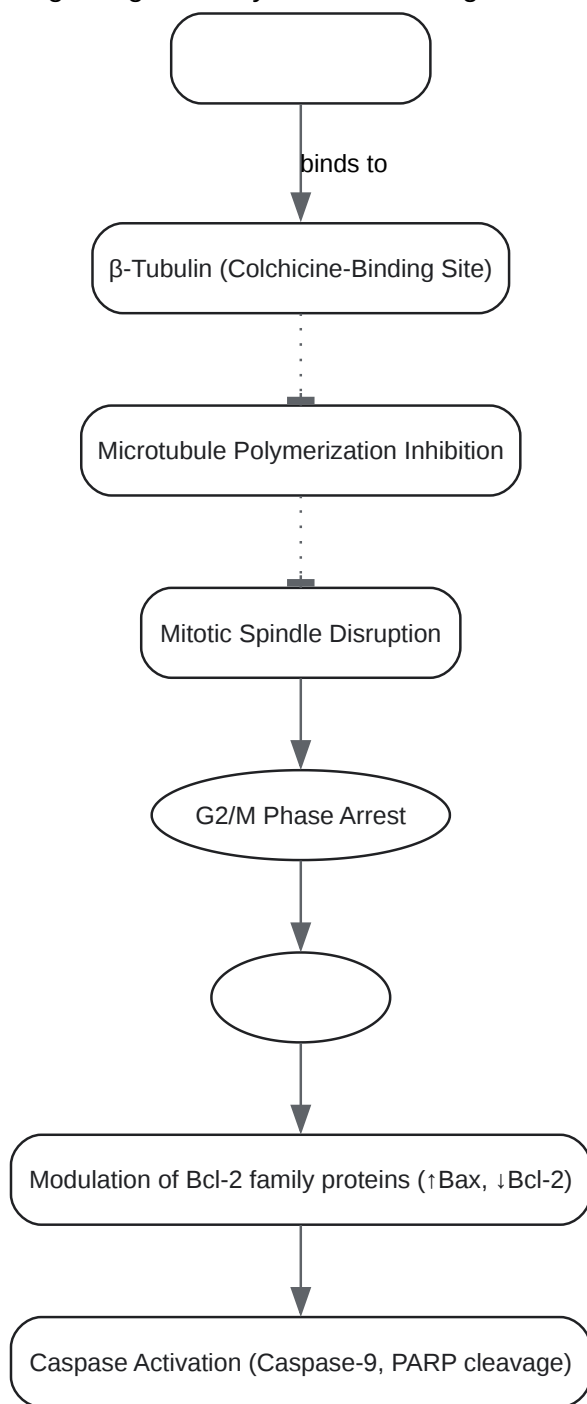 binds to
β-Tubulin (Colchicine-Binding Site)
Microtubule Polymerization Inhibition
Mitotic Spindle Disruption
G2/M Phase Arrest
Modulation of Bcl-2 family proteins (↑Bax, ↓Bcl-2)
Caspase Activation (Caspase-9, PARP cleavage)